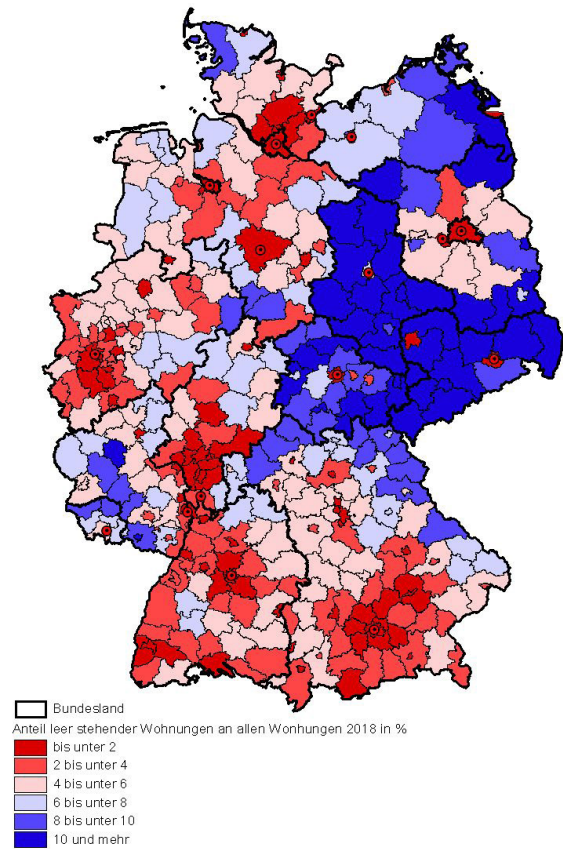 Bundesland
Anteil leer stehender Wohnungen an allen Wonhungen 2018 in %
bis unter 2
2 bis unter 4
4 bis unter 6
6 bis unter 8
8 bis unter 10
10 und mehr